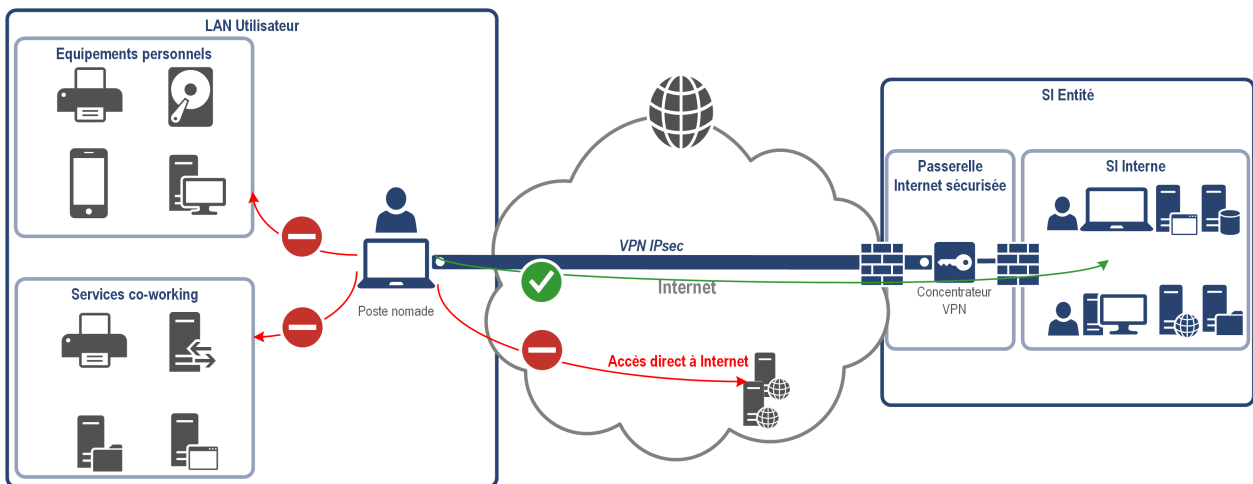 LAN Utilisateur
Equipements personnels
Services co-working
Poste nomade
VPN IPsec
Internet
Accès direct à Internet
SI Entité
Passerelle
Internet sécurisée
Concentrateur
VPN
SI Interne